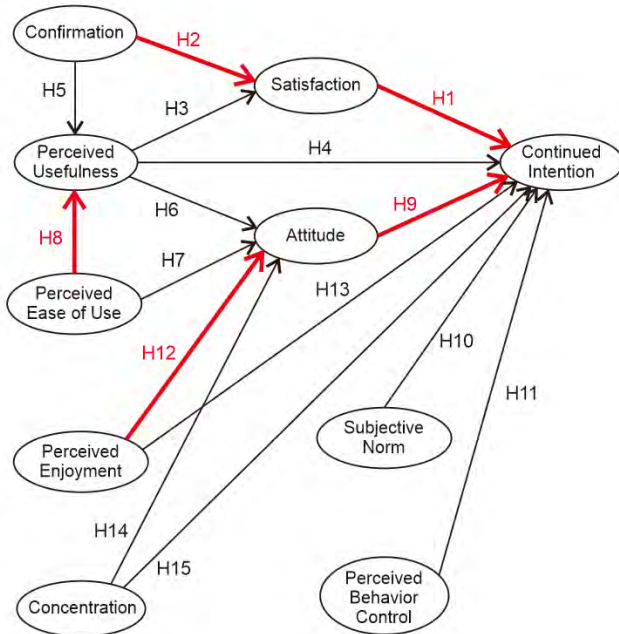 Confirmation
H2
H5
Satisfaction
H1
H3
H4
Perceived
Usefulness
Continued
Intention
H6
H9
H8
H7
Attitude
Perceived
Ease of Use
H13
H12
H10
H11
Perceived
Enjoyment
Subjective
Norm
H14
H15
Concentration
Perceived
Behavior
Control